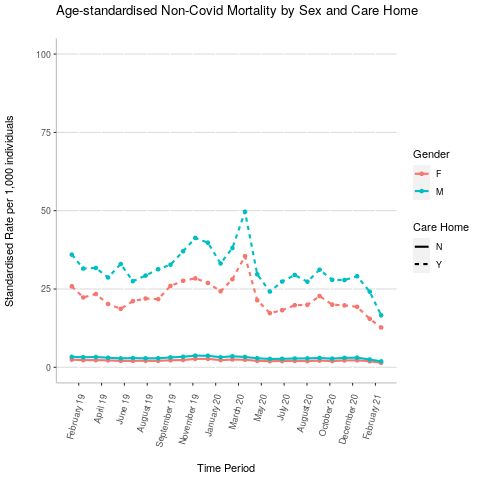 Age-standardised Non-Covid Mortality by Sex and Care Home
Standardised Rate per 1,000 individuals
100
75
50
25
0
February 19
April 19
June 19
August 19
September 19
November 19
January 20
March 20
May 20
July 20
August 20
October 20
December 20
February 21
Time Period
Gender
F
M
Care Home
N
Y